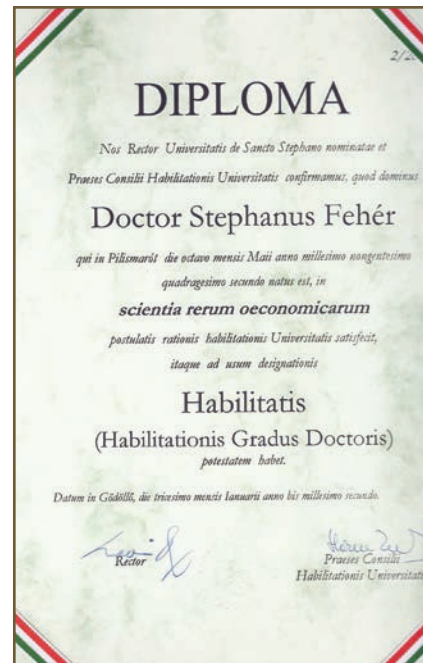 DIPLOMA
Nos Rector Universitatis de Sancto Stephano nominatae et
Praeses Consilii Habilitationis Universitatis confirmamus, quod dominus
Doctor Stephanus Fehér
qui in Pilismarót die octavo mensis Maii anno millesimo nongentesimo
quadragesimo secundo natus est, in
scientia rerum oeconomicarum
postulatis rationis habilitationis Universitatis satisfecit,
itaque ad usum designationis
Habilitatis
(Habilitationis Gradus Doctoris)
potestatem habet.
Datum in Gödöllő, die tricesimo mensis Ianuarii anno bis millesimo secundo.
Rector
Praeses Consilii
Habilitationis